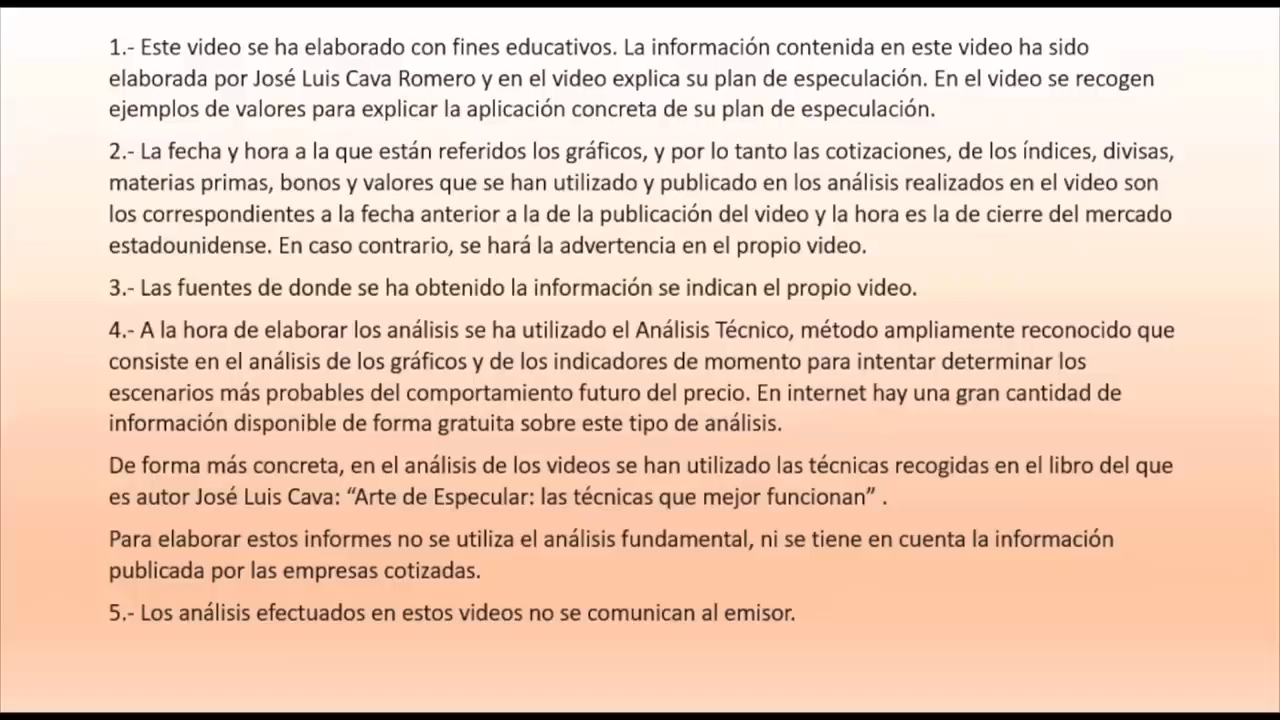 1.- Este video se ha elaborado con fines educativos. La información contenida en este video ha sido
elaborada por José Luis Cava Romero y en el video explica su plan de especulación. En el video se recogen
ejemplos de valores para explicar la aplicación concreta de su plan de especulación.
2.- La fecha y hora a la que están referidos los gráficos, y por lo tanto las cotizaciones, de los índices, divisas,
materias primas, bonos y valores que se han utilizado y publicado en los análisis realizados en el video son
los correspondientes a la fecha anterior a la de la publicación del video y la hora es la de cierre del mercado
estadounidense. En caso contrario, se hará la advertencia en el propio video.
3.- Las fuentes de donde se ha obtenido la información se indican el propio video.
4.- A la hora de elaborar los análisis se ha utilizado el Análisis Técnico, método ampliamente reconocido que
consiste en el análisis de los gráficos y de los indicadores de momento para intentar determinar los
escenarios más probables del comportamiento futuro del precio. En internet hay una gran cantidad de
información disponible de forma gratuita sobre este tipo de análisis.
De forma más concreta, en el análisis de los videos se han utilizado las técnicas recogidas en el libro del que
es autor José Luis Cava: “Arte de Especular: las técnicas que mejor funcionan” .
Para elaborar estos informes no se utiliza el análisis fundamental, ni se tiene en cuenta la información
publicada por las empresas cotizadas.
5.- Los análisis efectuados en estos videos no se comunican al emisor.